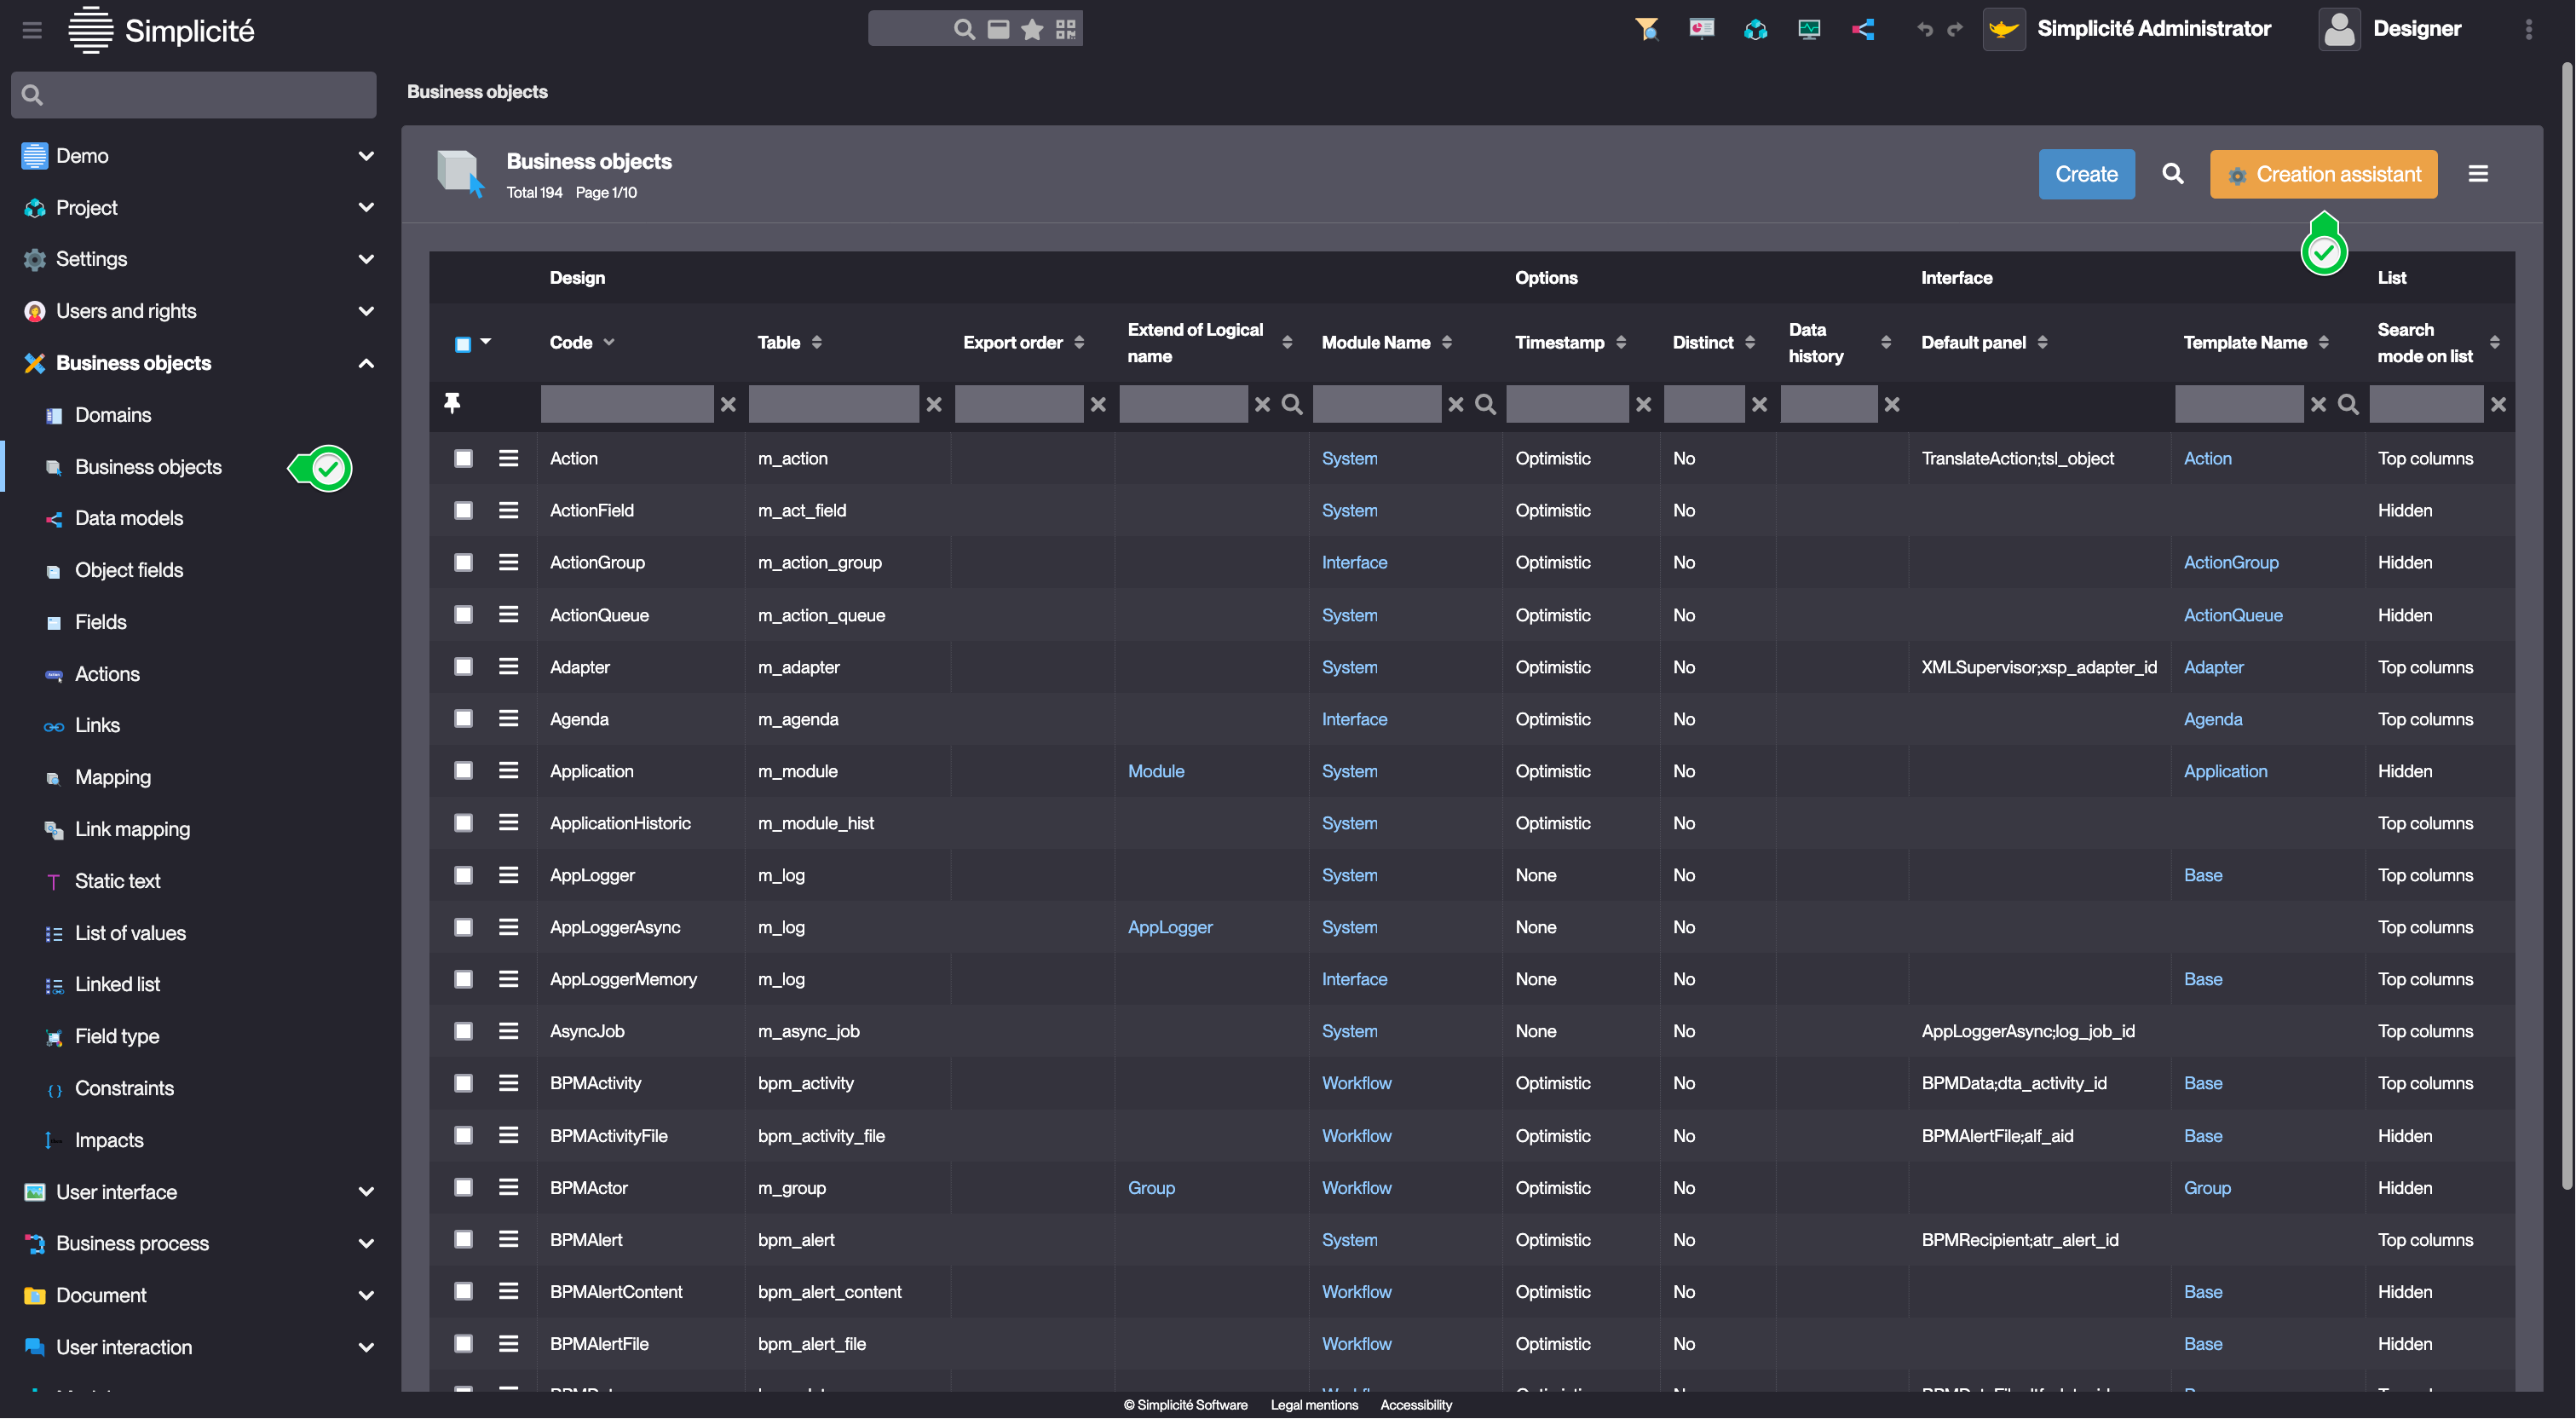 Simplicité
Simplicité Administrator
Designer
Business objects
Demo
Project
Settings
Users and rights
Business objects
Domains
Business objects
Data models
Object fields
Fields
Actions
Links
Mapping
Link mapping
Static text
List of values
Linked list
Field type
Constraints
Impacts
User interface
Business process
Document
User interaction
Business objects
Total 194 Page 1/10
Create
Creation assistant
Design Options Interface List
Code Table Export order Extend of Logical name Module Name Timestamp Distinct Data history Default panel Template Name Search mode on list
Action m_action System Optimistic No TranslateAction;tsl_object Action Top columns
ActionField m_act_field System Optimistic No Hidden
ActionGroup m_action_group Interface Optimistic No ActionGroup Hidden
ActionQueue m_action_queue System Optimistic No ActionQueue Hidden
Adapter m_adapter System Optimistic No XMLSupervisor;xsp_adapter_id Adapter Top columns
Agenda m_agenda Interface Optimistic No Agenda Top columns
Application m_module Module System Optimistic No Application Hidden
ApplicationHistoric m_module_hist System Optimistic No Top columns
AppLogger m_log System None No Base Top columns
AppLoggerAsync m_log AppLogger System None No Top columns
AppLoggerMemory m_log Interface None No Base Top columns
AsyncJob m_async_job System None No AppLoggerAsync;log_job_id Top columns
BPMActivity bpm_activity Workflow Optimistic No BPMData;dta_activity_id Base Top columns
BPMActivityFile bpm_activity_file Workflow Optimistic No BPMAlertFile;alf_aid Base Hidden
BPMActor m_group Group Workflow Optimistic No Group Hidden
BPMAlert bpm_alert System Optimistic No BPMRecipient;atr_alert_id Top columns
BPMAlertContent bpm_alert_content Workflow Optimistic No Base Hidden
BPMAlertFile bpm_alert_file Workflow Optimistic No Base Hidden
© Simplicité Software Legal mentions Accessibility